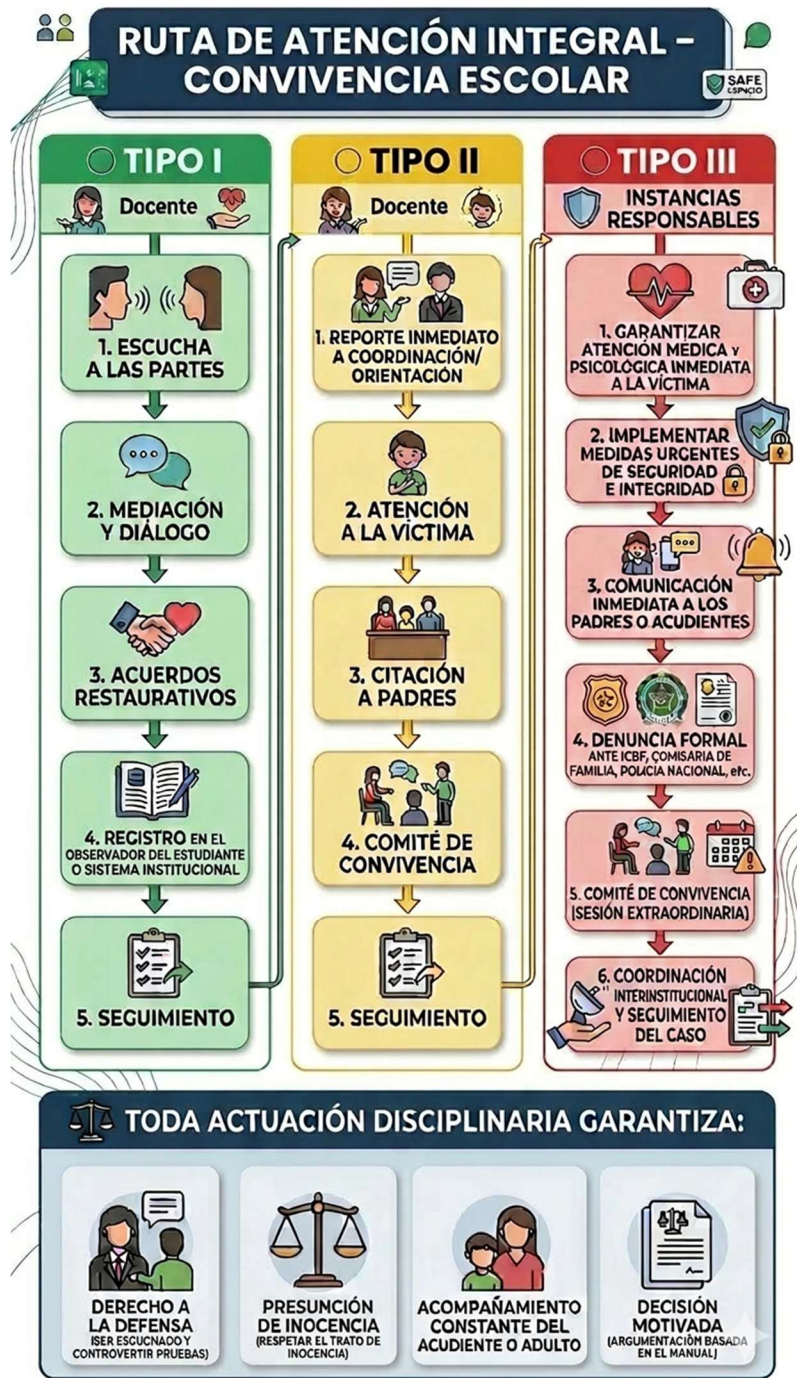 RUTA DE ATENCIÓN INTEGRAL –
CONVIVENCIA ESCOLAR
SAFE
TIPO I
Docente
1. ESCUCHA
A LAS PARTES
2. MEDIACIÓN
Y DIÁLOGO
3. ACUERDOS
RESTAURATIVOS
4. REGISTRO EN EL
OBSERVADOR DEL ESTUDIANTE
O SISTEMA INSTITUCIONAL
5. SEGUIMIENTO
TIPO II
Docente
1. REPORTE INMEDIATO
A COORDINACIÓN/
ORIENTACIÓN
2. ATENCIÓN
A LA VÍCTIMA
3. CITACIÓN
A PADRES
4. COMITÉ DE
CONVIVENCIA
5. SEGUIMIENTO
TIPO III
INSTANCIAS
RESPONSABLES
1. GARANTIZAR
ATENCIÓN MÉDICA Y
PSICOLÓGICA INMEDIATA
A LA VÍCTIMA
2. IMPLEMENTAR
MEDIDAS URGENTES
DE SEGURIDAD
E INTEGRIDAD
3. COMUNICACIÓN
INMEDIATA A LOS
PADRES O ACUDIENTES
4. DENUNCIA FORMAL
ANTE ICBF, COMISARIA DE
FAMILIA, POLICIA NACIONAL, etc.
5. COMITÉ DE CONVIVENCIA
(SESIÓN EXTRAORDINARIA)
6. COORDINACIÓN
INTERINSTITUCIONAL
Y SEGUIMIENTO
DEL CASO
TODA ACTUACIÓN DISCIPLINARIA GARANTIZA:
DERECHO A
LA DEFENSA
(SER ESCUCNADO Y
CONTROVERTIR PRUEBAS)
PRESUNCIÓN
DE INOCENCIA
(RESPETAR EL TRATO DE
INOCENCIA)
ACOMPAÑAMIENTO
CONSTANTE DEL
ACUDIENTE O ADULTO
DECISIÓN
MOTIVADA
(ARGUMENTACIÓN BASADA
EN EL MANUAL)